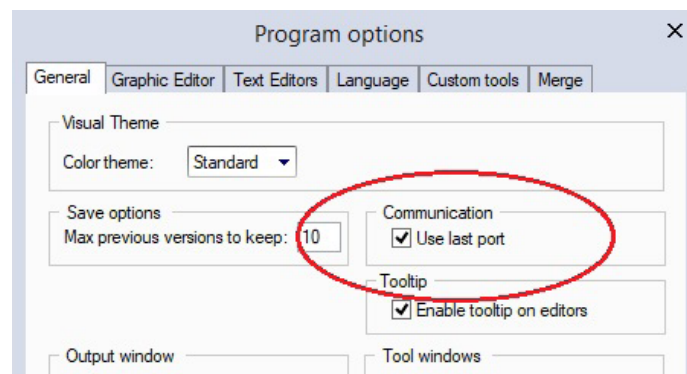 Program options
General Graphic Editor Text Editors Language Custom tools Merge
Visual Theme
Color theme: Standard
Save options
Max previous versions to keep: 10
Communication
Use last port
Tooltip
Enable tooltip on editors
Output window
Tool windows